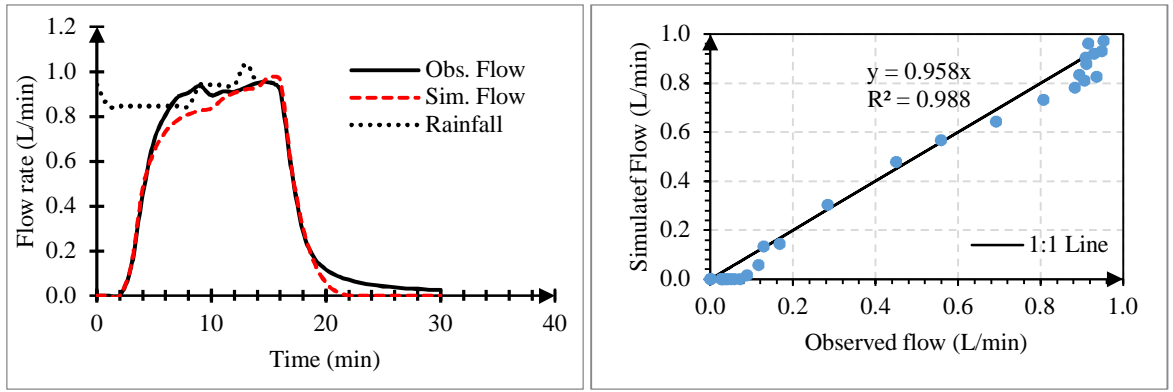 1.2
1.0
0.8
0.6
0.4
0.2
0.0
Flow rate (L/min)
0
10
20
30
40
Time (min)
Obs. Flow
Sim. Flow
Rainfall
1.0
0.8
0.6
0.4
0.2
0.0
Simulatef Flow (L/min)
y = 0.958x
R² = 0.988
1:1 Line
0.0
0.2
0.4
0.6
0.8
1.0
Observed flow (L/min)